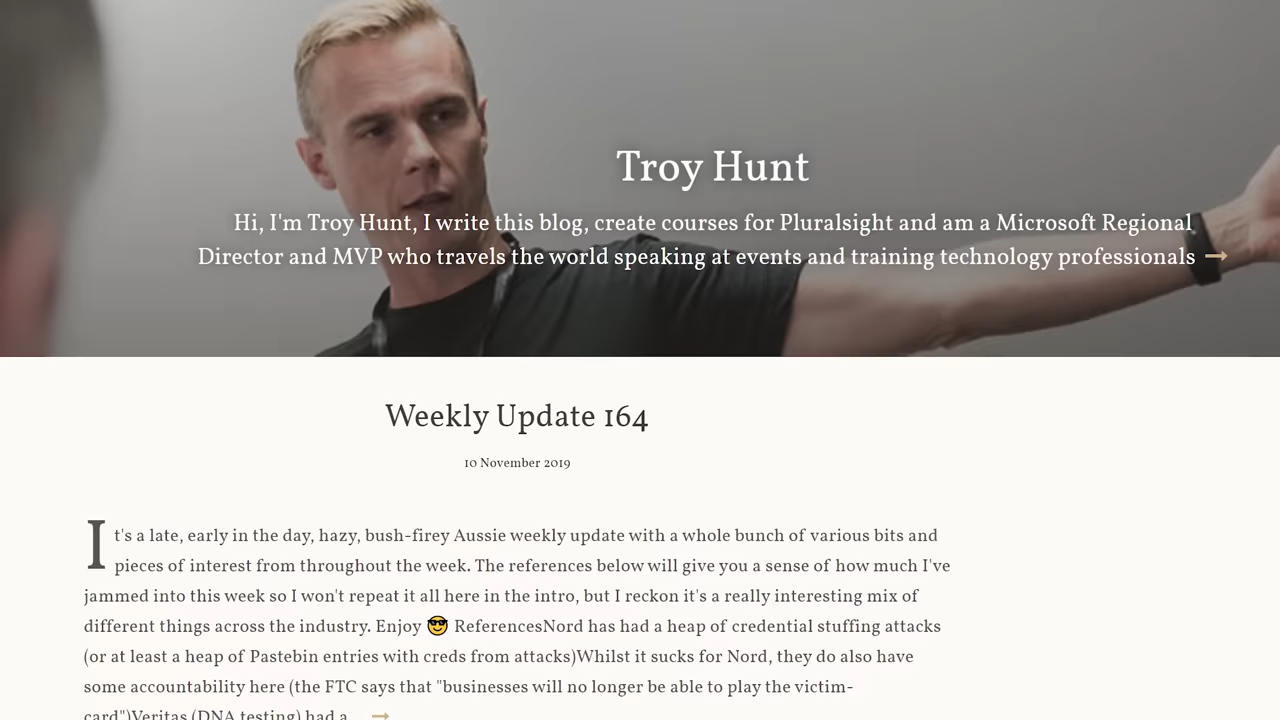 Troy Hunt
Hi, I'm Troy Hunt, I write this blog, create courses for Pluralsight and am a Microsoft Regional
Director and MVP who travels the world speaking at events and training technology professionals →
Weekly Update 164
10 November 2019
It's a late, early in the day, hazy, bush-firey Aussie weekly update with a whole bunch of various bits and
pieces of interest from throughout the week. The references below will give you a sense of how much I've
jammed into this week so I won't repeat it all here in the intro, but I reckon it's a really interesting mix of
different things across the industry. Enjoy 😎 ReferencesNord has had a heap of credential stuffing attacks
(or at least a heap of Pastebin entries with creds from attacks)Whilst it sucks for Nord, they do also have
some accountability here (the FTC says that "businesses will no longer be able to play the victim-
card")Veritas (DNA testing) had a →